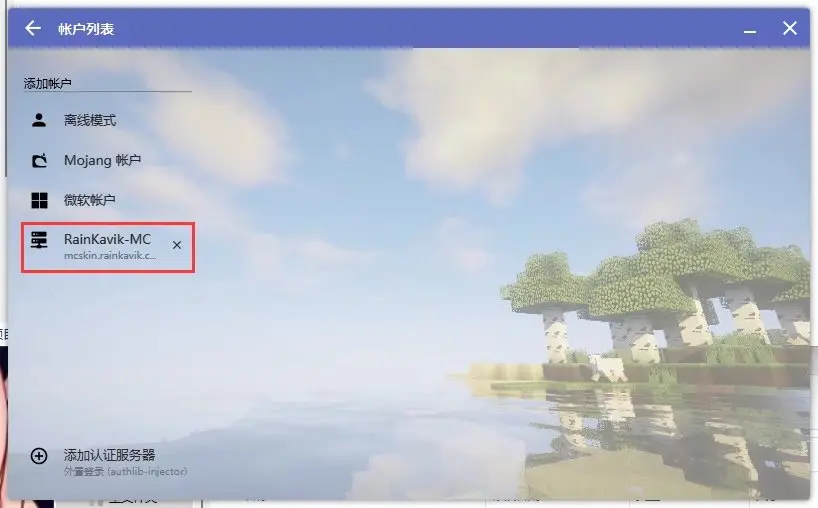 帐户列表
添加帐户
离线模式
Mojang 帐户
微软帐户
RainKavik-MC
mcskin.rainkavik.c...
添加认证服务器
外置登录 (authlib-injector)